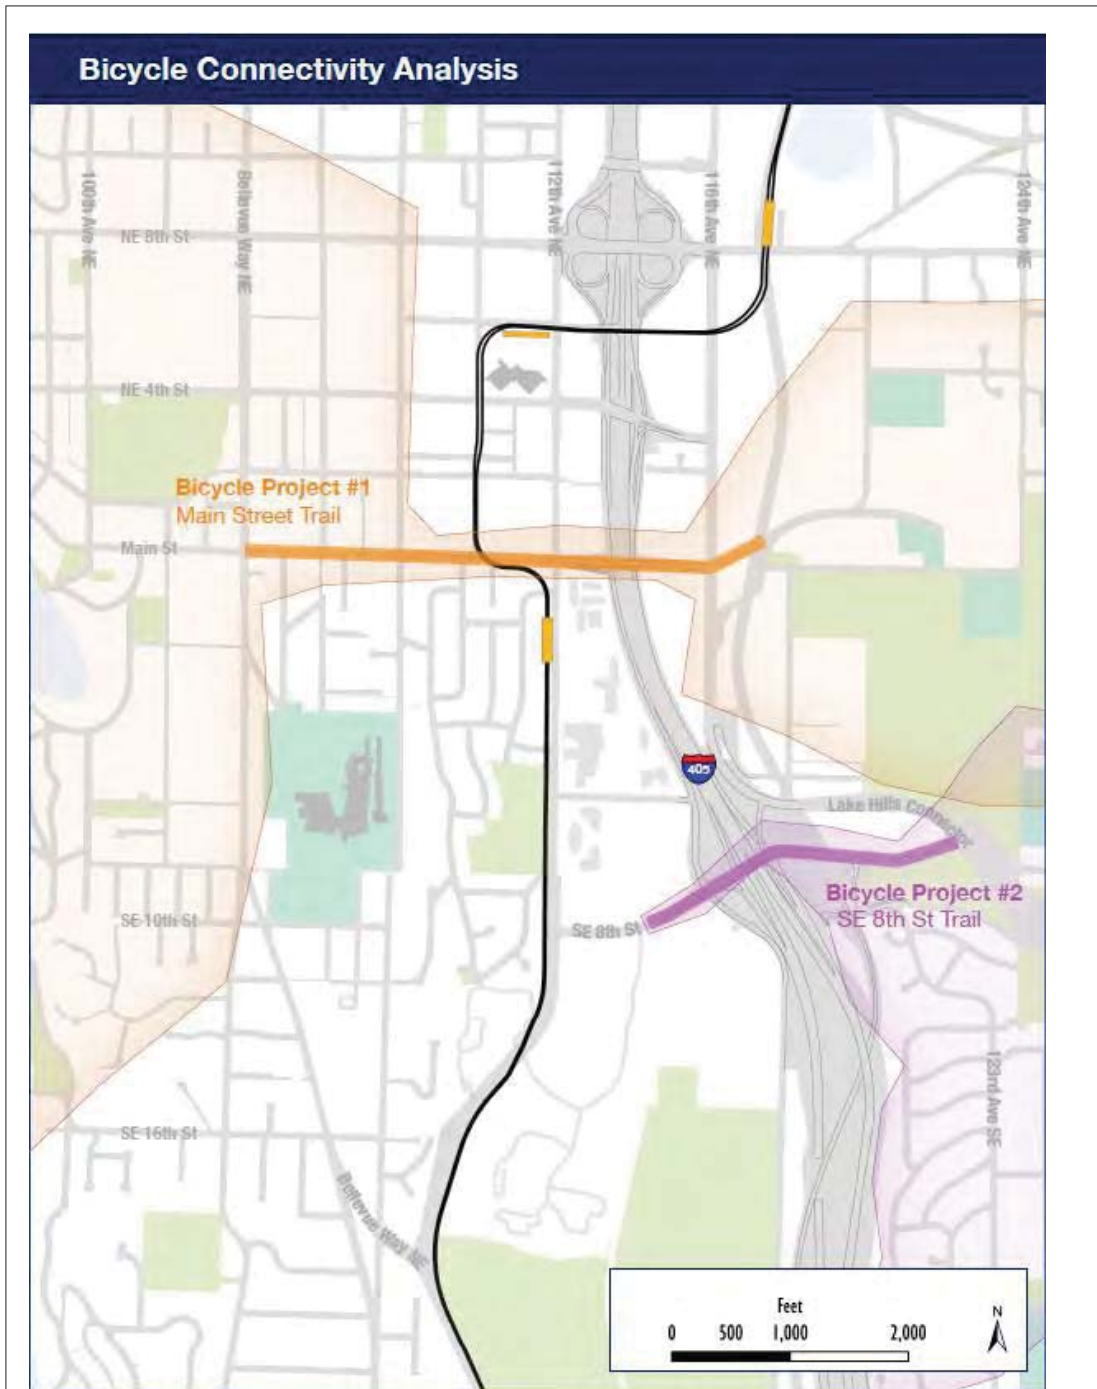 Bicycle Connectivity Analysis
100th Ave NE
Bellevue Way NE
112th Ave NE
116th Ave NE
124th Ave NE
NE 8th St
NE 4th St
Bicycle Project #1
Main Street Trail
Main St
405
Lake Hills Connector
Bicycle Project #2
SE 8th St Trail
SE 10th St
SE 8th St
123rd Ave SE
SE 16th St
Bellevue Way NE
Feet
0 500 1,000 2,000
N